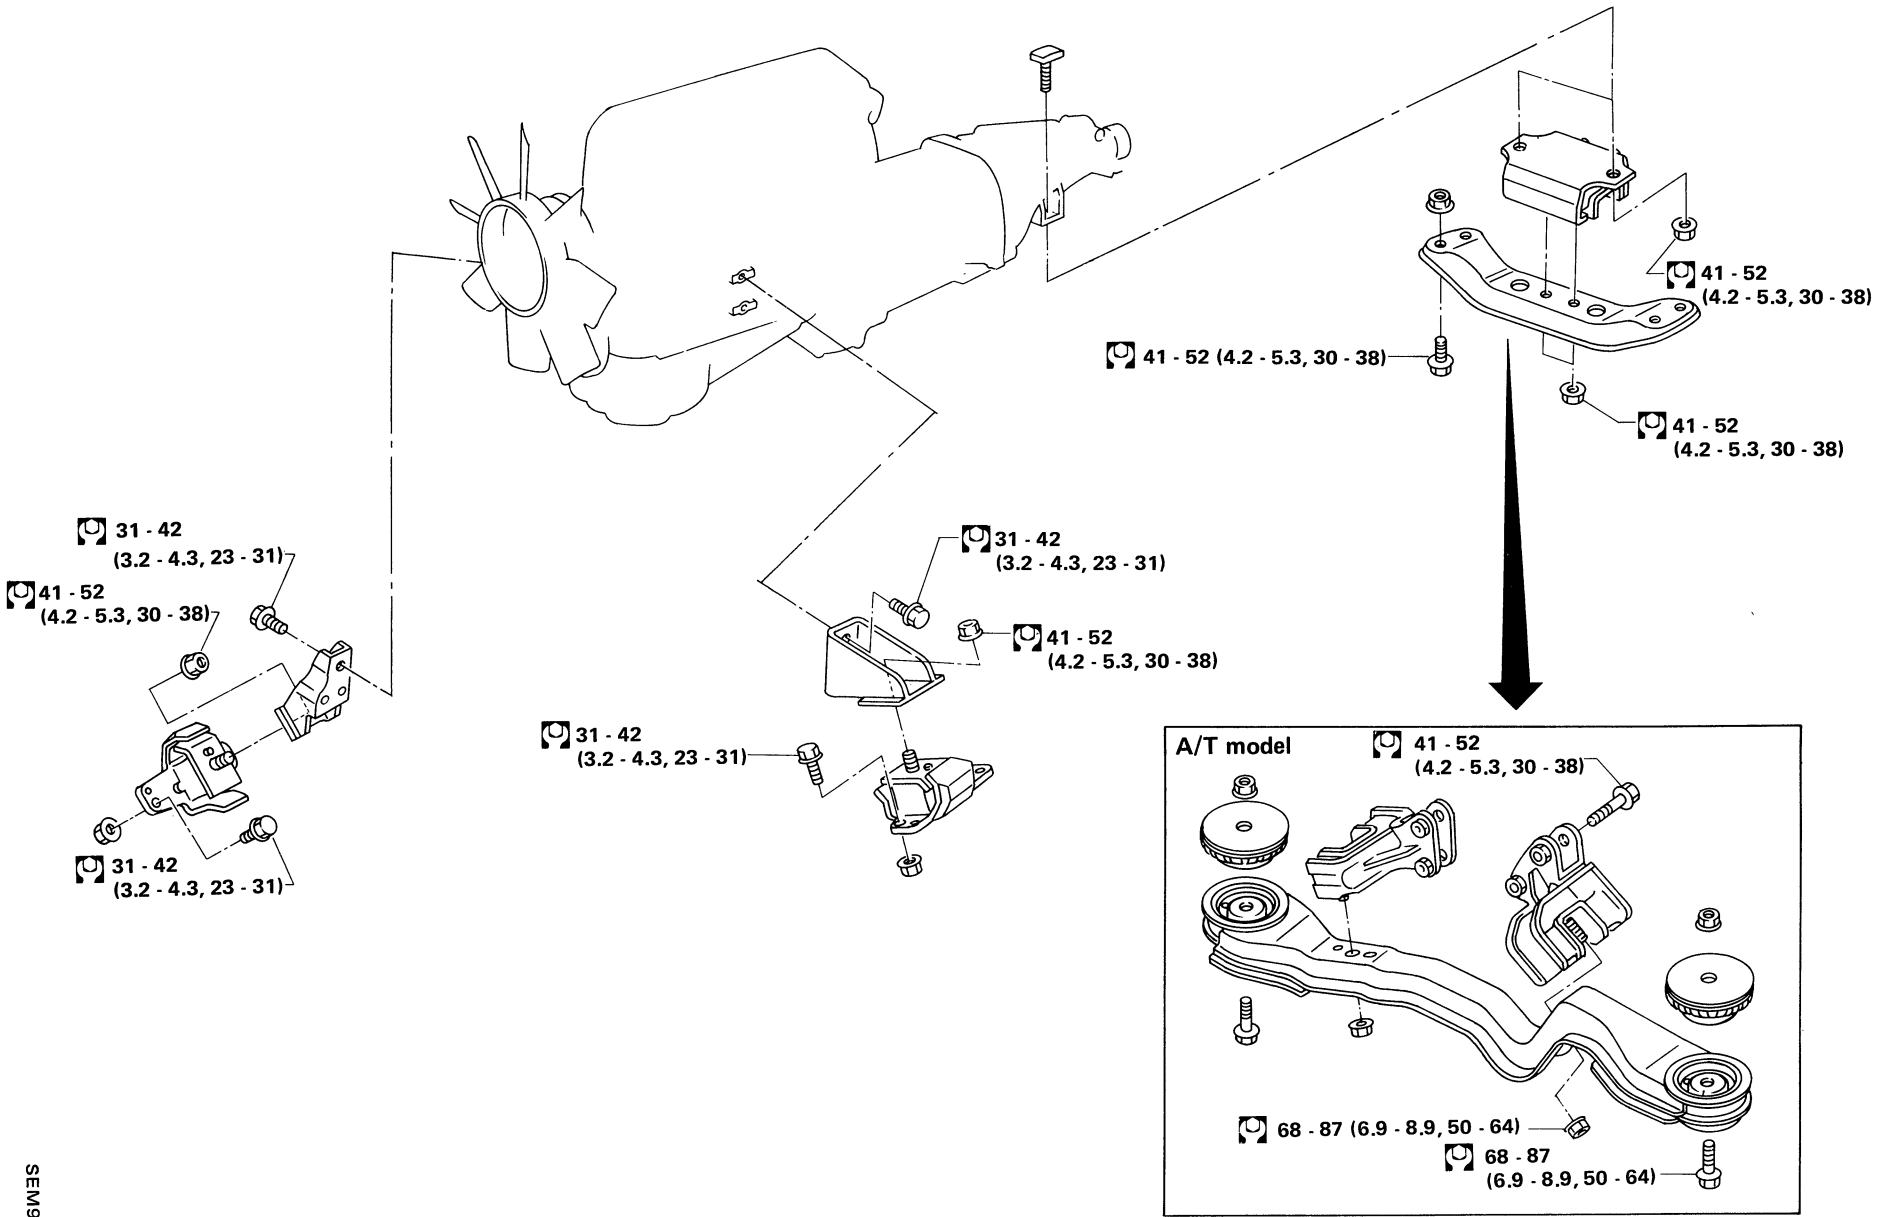 41 - 52
(4.2 - 5.3, 30 - 38)
41 - 52 (4.2 - 5.3, 30 - 38)
41 - 52
(4.2 - 5.3, 30 - 38)
31 - 42
(3.2 - 4.3, 23 - 31)
41 - 52
(4.2 - 5.3, 30 - 38)
31 - 42
(3.2 - 4.3, 23 - 31)
31 - 42
(3.2 - 4.3, 23 - 31)
41 - 52
(4.2 - 5.3, 30 - 38)
31 - 42
(3.2 - 4.3, 23 - 31)
A/T model
41 - 52
(4.2 - 5.3, 30 - 38)
68 - 87 (6.9 - 8.9, 50 - 64)
68 - 87
(6.9 - 8.9, 50 - 64)
SEM9